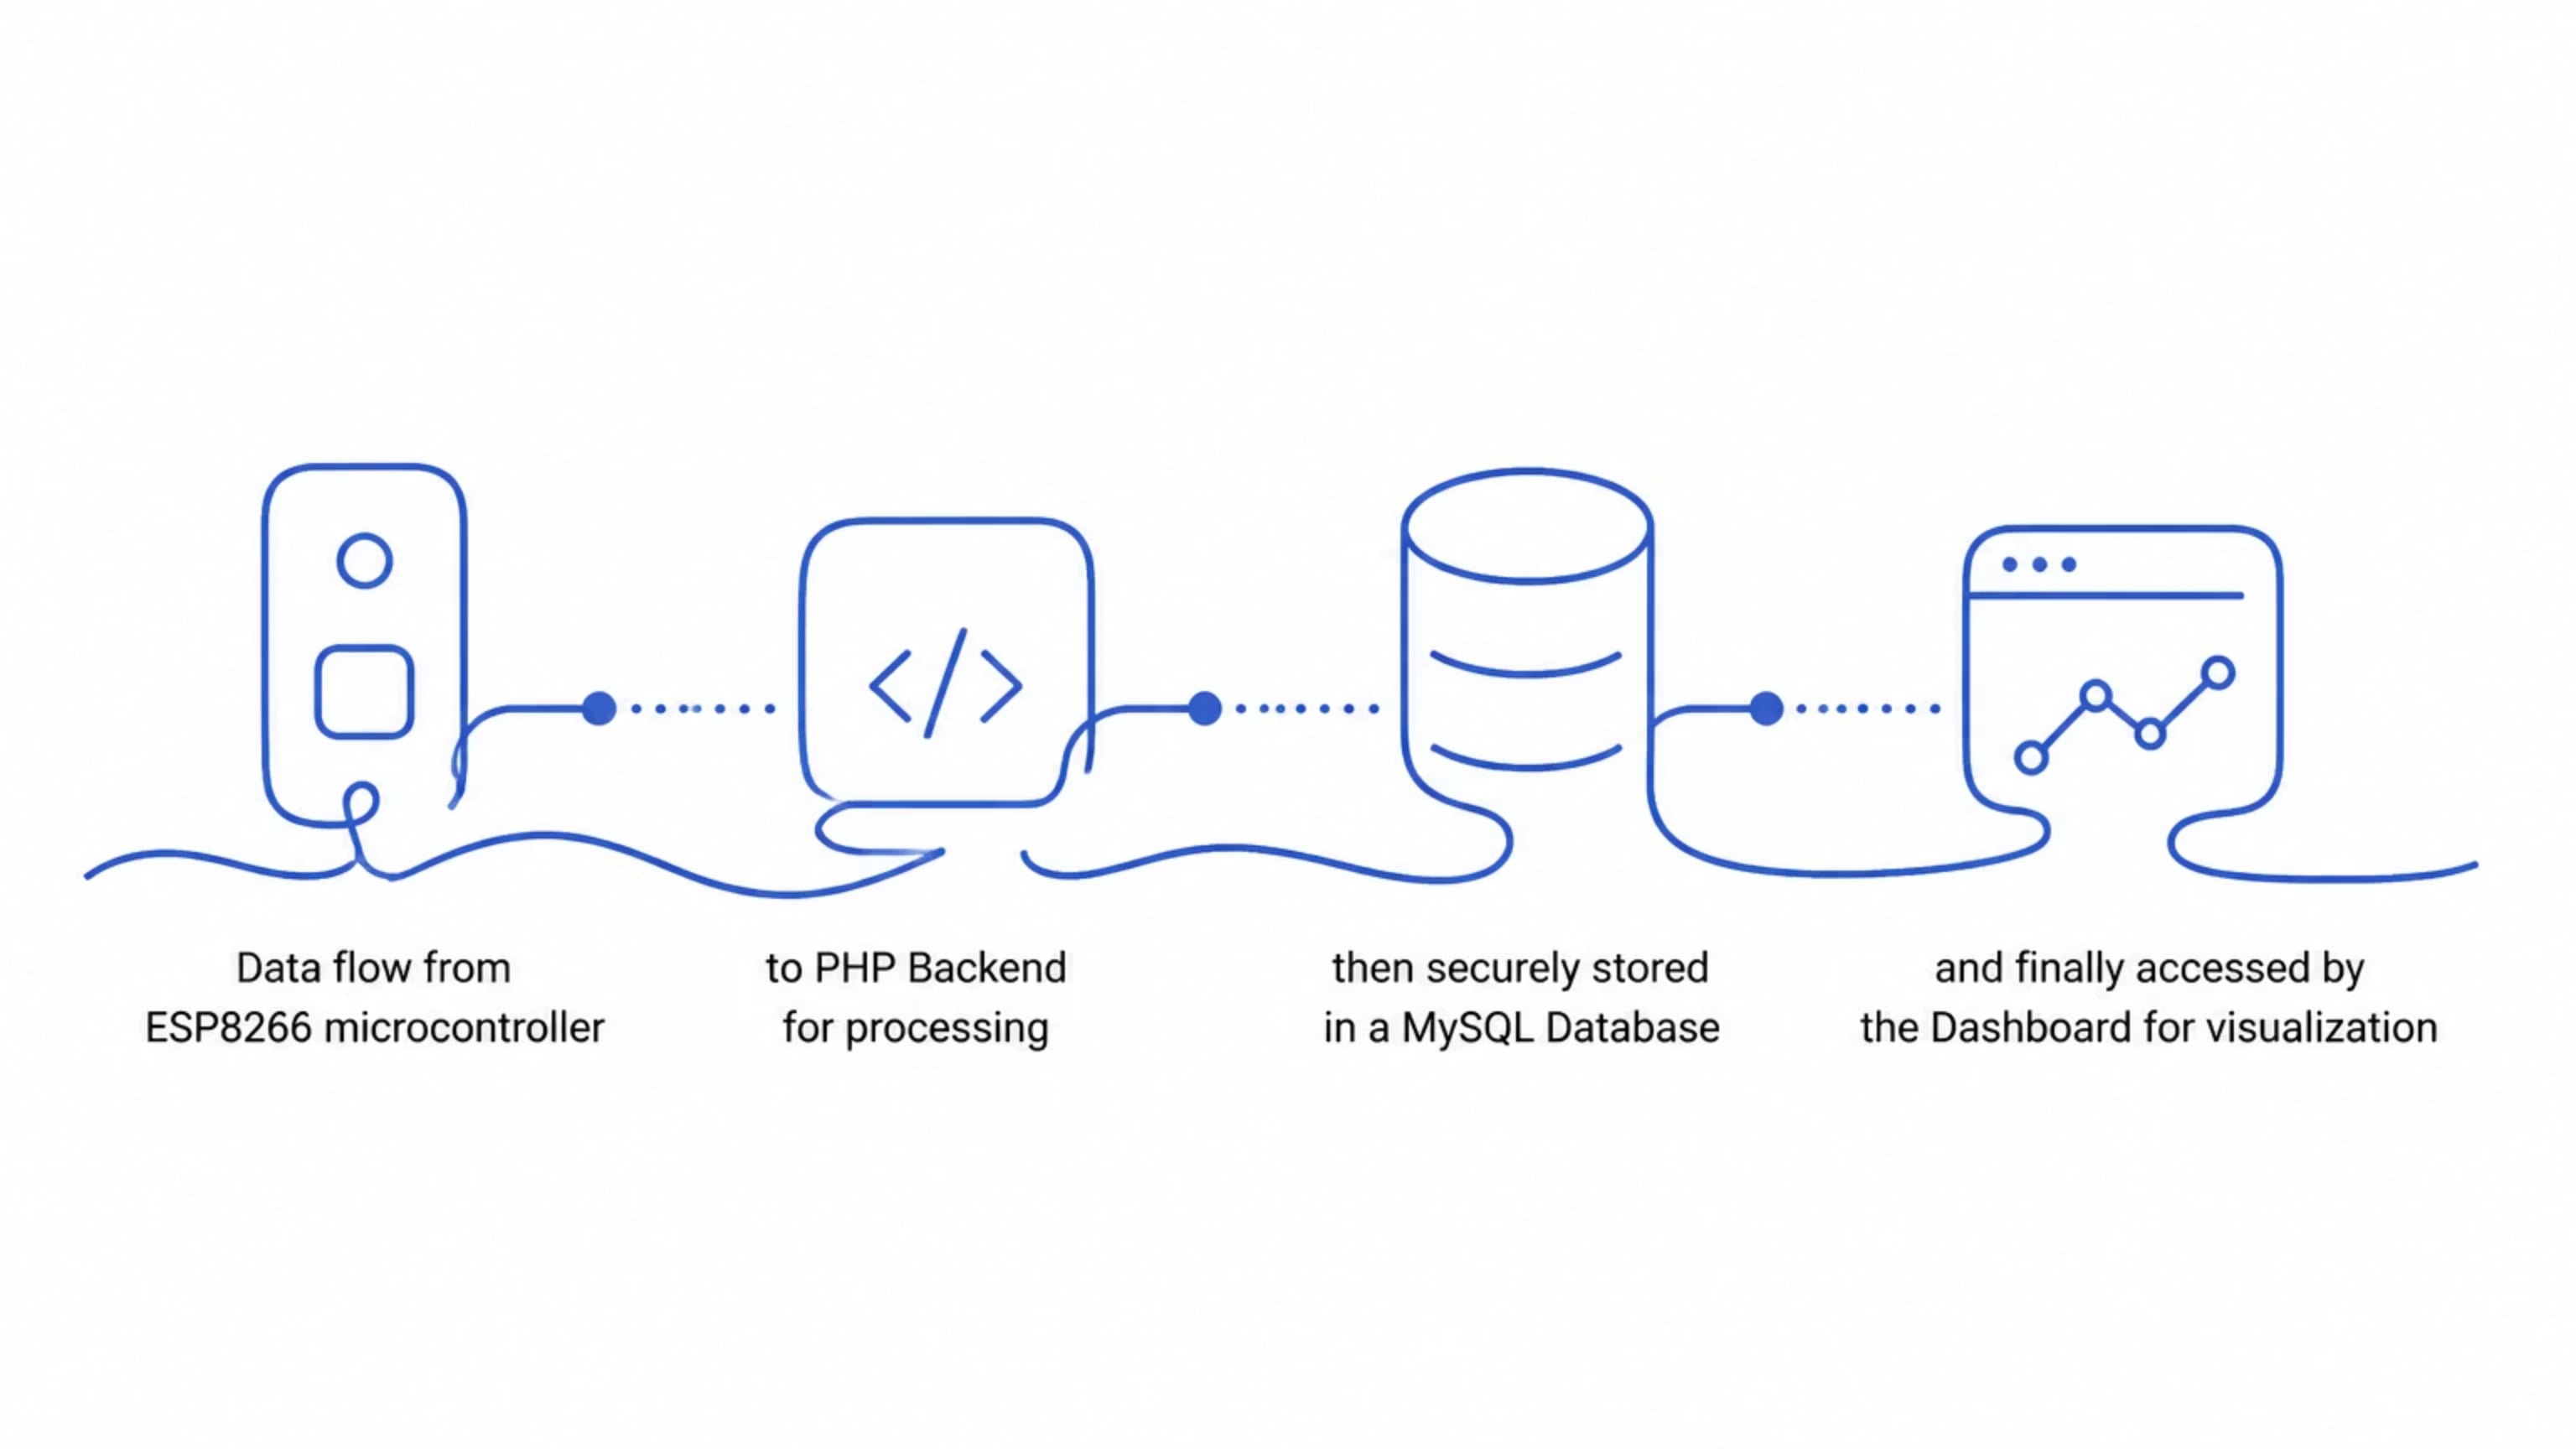 Data flow from
ESP8266 microcontroller
to PHP Backend
for processing
then securely stored
in a MySQL Database
and finally accessed by
the Dashboard for visualization